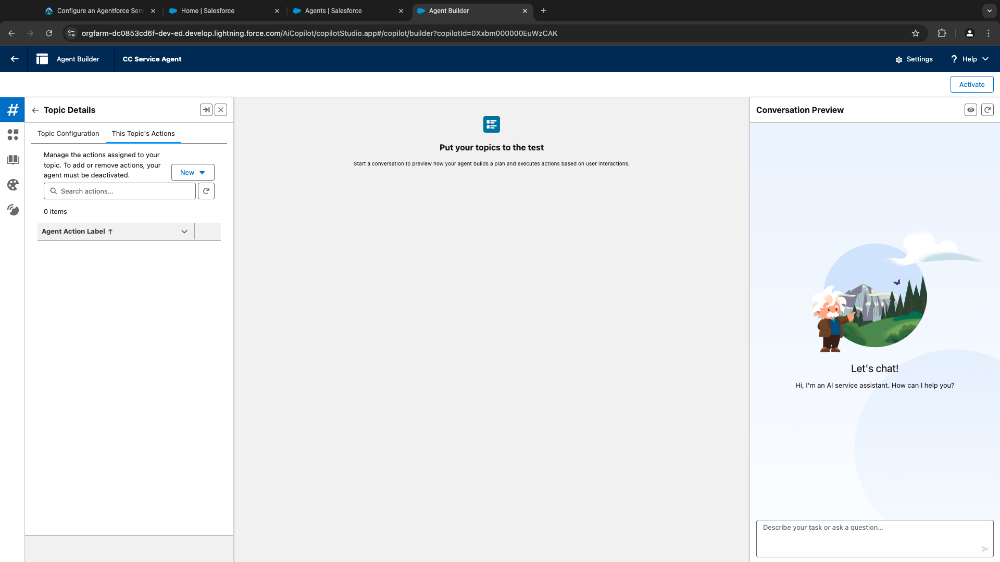 Configure an Agentforce Serv
Home | Salesforce
Agents | Salesforce
Agent Builder
orgfarm-dc0853cd6f-dev-ed.develop.lightning.force.com/AiCopilot/copilotStudio.app#/copilot/builder?copilotId=0Xxbm000000EuWzCAK
Agent Builder
CC Service Agent
Settings
? Help
Activate
Topic Details
Topic Configuration
This Topic's Actions
Manage the actions assigned to your
topic. To add or remove actions, your
agent must be deactivated.
New
Search actions...
0 items
Agent Action Label ↑
Put your topics to the test
Start a conversation to preview how your agent builds a plan and executes actions based on user interactions.
Conversation Preview
Let's chat!
Hi, I'm an AI service assistant. How can I help you?
Describe your task or ask a question...